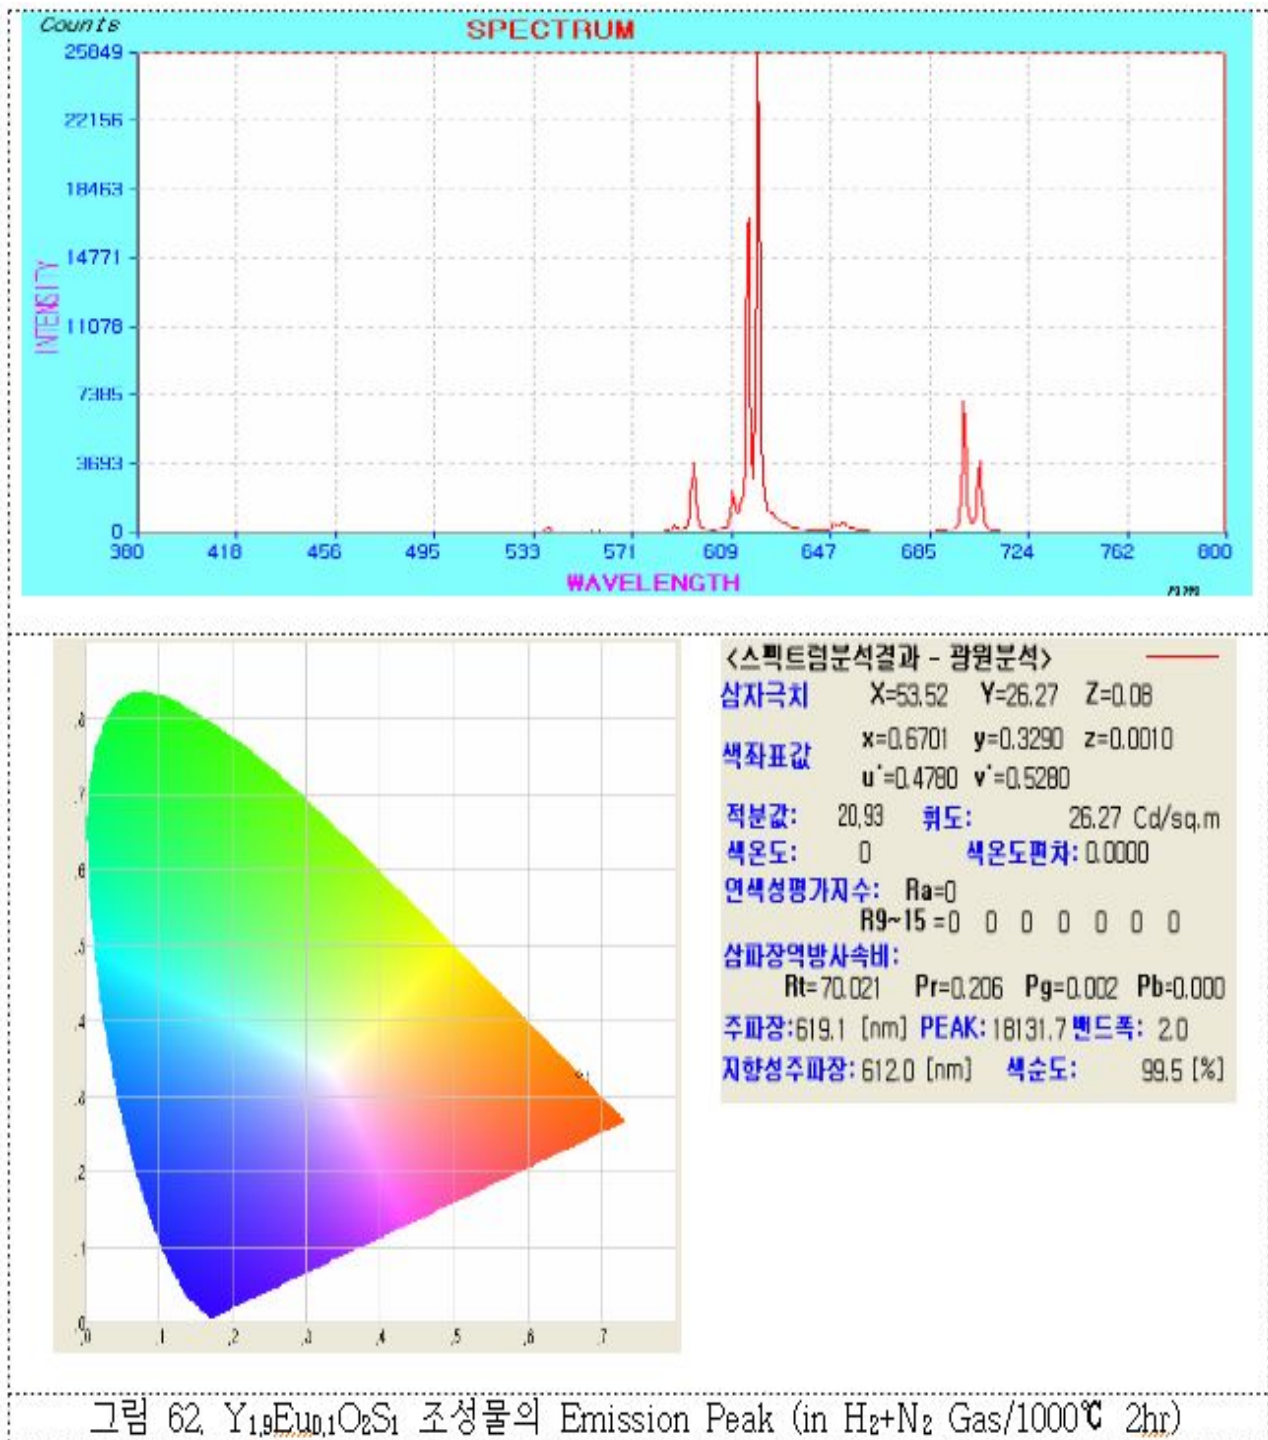 Counts
SPECTRUM
25849
22156
18463
14771
11078
7385
3693
0
INTENSITY
380 418 456 495 533 571 609 647 685 724 762 800
WAVELENGTH
nm
<스펙트럼분석결과 - 광원분석>
삼자극치 X=53.52 Y=26.27 Z=0.08
색좌표값 x=0.6701 y=0.3290 z=0.0010
u'=0.4780 v'=0.5280
적분값: 20,93 휘도: 26.27 Cd/sq.m
색온도: 0 색온도편차: 0.0000
연색성평가지수: Ra=0
R9~15 =0 0 0 0 0 0 0
삼파장역방사속비:
Rt=70.021 Pr=0.206 Pg=0.002 Pb=0.000
주파장:619.1 [nm] PEAK: 18131.7 밴드폭: 2.0
지향성주파장: 612.0 [nm] 색순도: 99.5 [%]
.8
.7
.6
.5
.4
.3
.2
.1
.0
.0 .1 .2 .3 .4 .5 .6 .7
그림 62, Y1.9Eu0.1O2S1 조성물의 Emission Peak (in H2+N2 Gas/1000℃ 2hr)